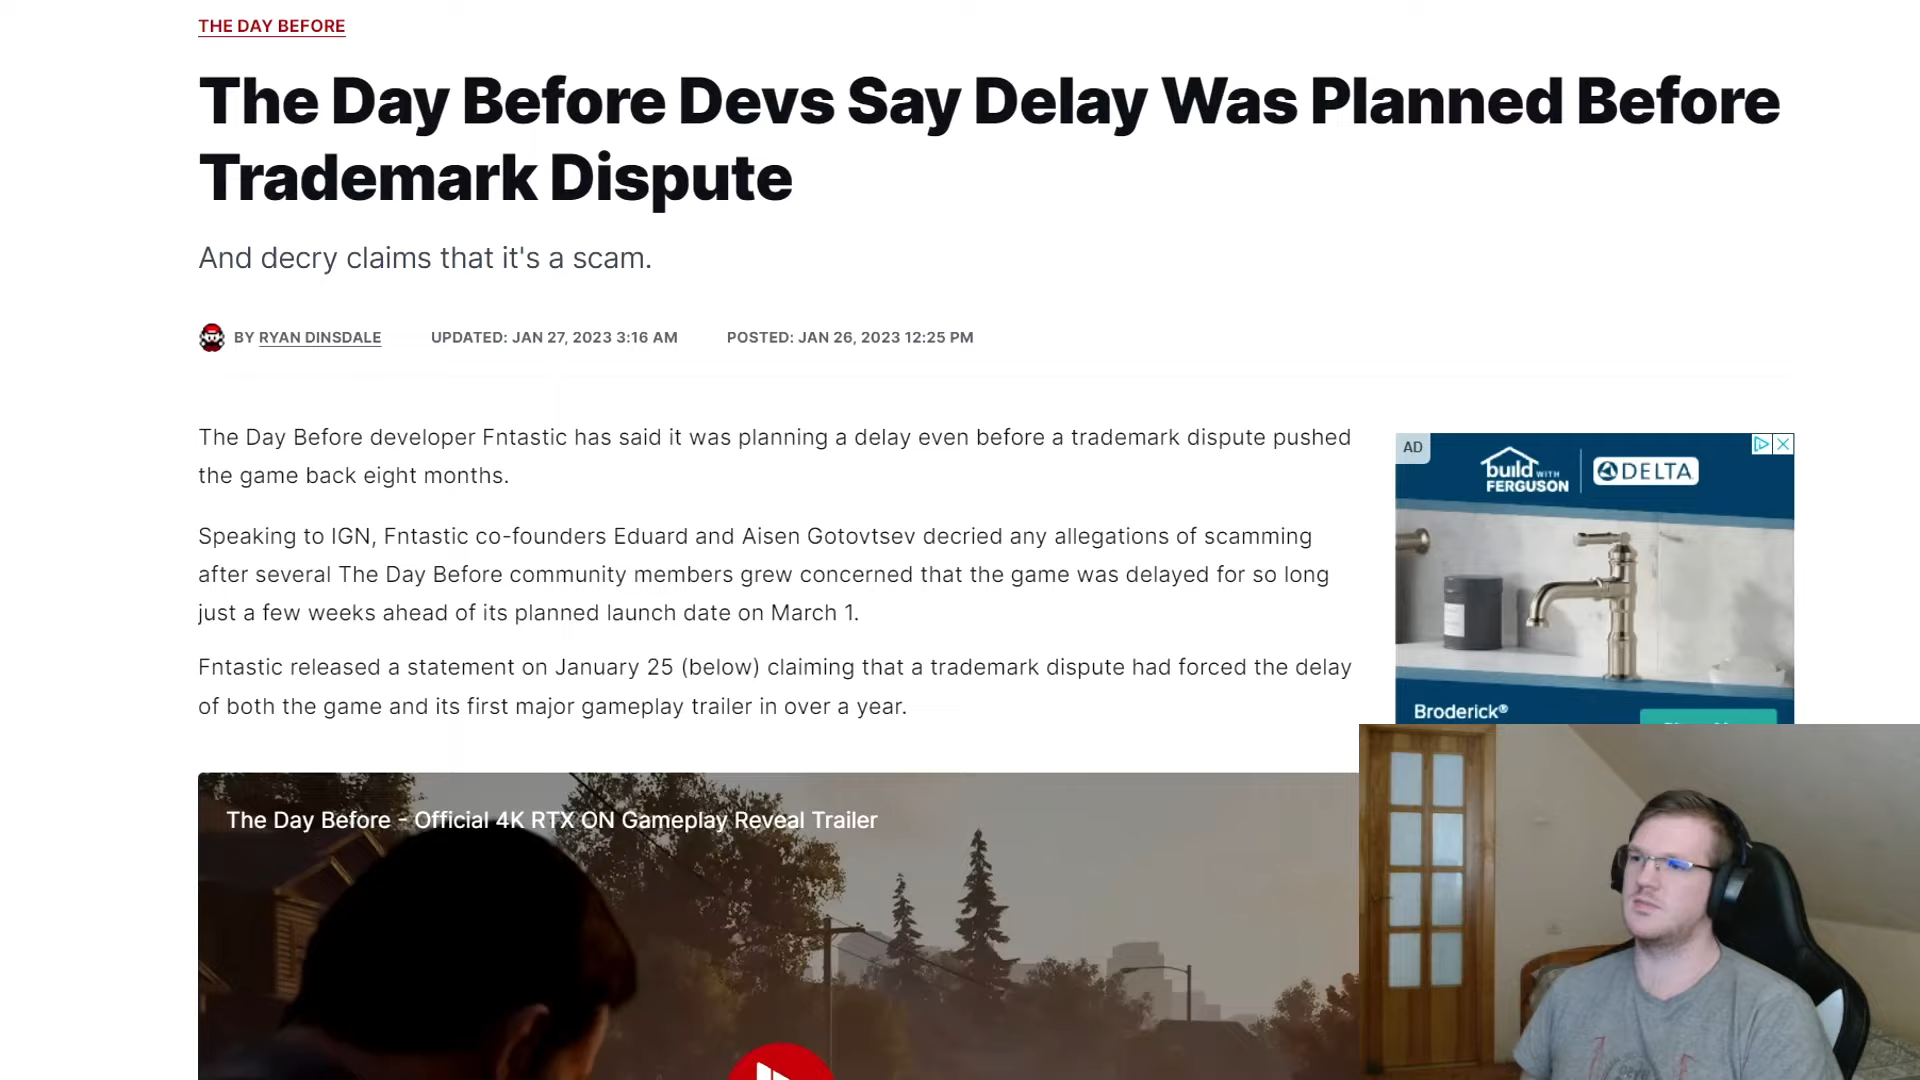 THE DAY BEFORE
The Day Before Devs Say Delay Was Planned Before
Trademark Dispute
And decry claims that it's a scam.
BY RYAN DINSDALE UPDATED: JAN 27, 2023 3:16 AM POSTED: JAN 26, 2023 12:25 PM
The Day Before developer Fntastic has said it was planning a delay even before a trademark dispute pushed
the game back eight months.
Speaking to IGN, Fntastic co-founders Eduard and Aisen Gotovtsev decried any allegations of scamming
after several The Day Before community members grew concerned that the game was delayed for so long
just a few weeks ahead of its planned launch date on March 1.
Fntastic released a statement on January 25 (below) claiming that a trademark dispute had forced the delay
of both the game and its first major gameplay trailer in over a year.
AD
build WITH
FERGUSON
DELTA
Broderick®
The Day Before - Official 4K RTX ON Gameplay Reveal Trailer